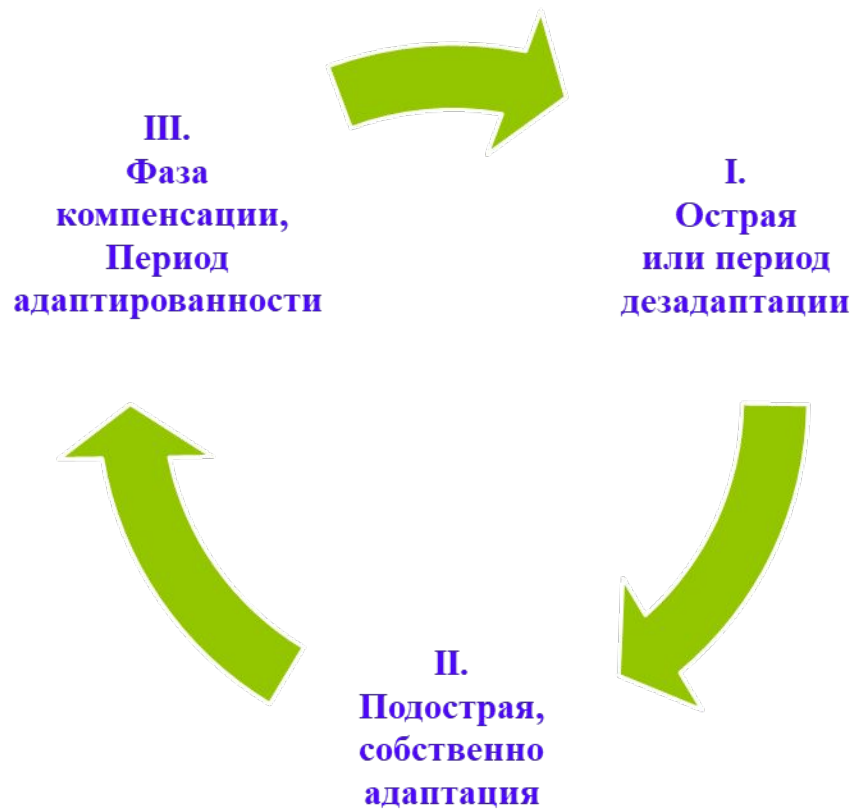 III.
Фаза
компенсации,
Период
адаптированности
I.
Острая
или период
дезадаптации
II.
Подострая,
собственно
адаптация